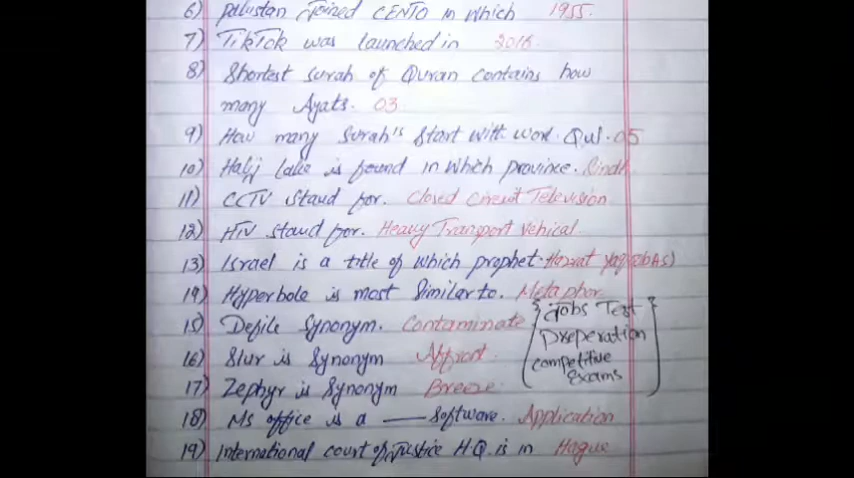 6) Pakistan joined CENTO in which 1955.
7) TikTok was launched in 2016.
8) Shortest surah of Quran contains how
many Ayats. 03
9) How many Surah's start with word. Qul. 05
10) Halij lake is found in which province. Sindh
11) CCTV stand for. Closed Circuit Television
12) HTV stand for. Heavy Transport Vehical.
13) Israel is a title of which prophet. Hazrat Yaqoob AS)
14) Hyperbole is most Similar to. Metaphor
15) Defile Synonym. Contaminate
16) Slur is Synonym Affront.
17) Zephyr is Synonym Breeze
18) Ms office is a — Software. Application
19) International court of Justice H.Q. is in Hague
Jobs Test
Preperation
competitive
Exams